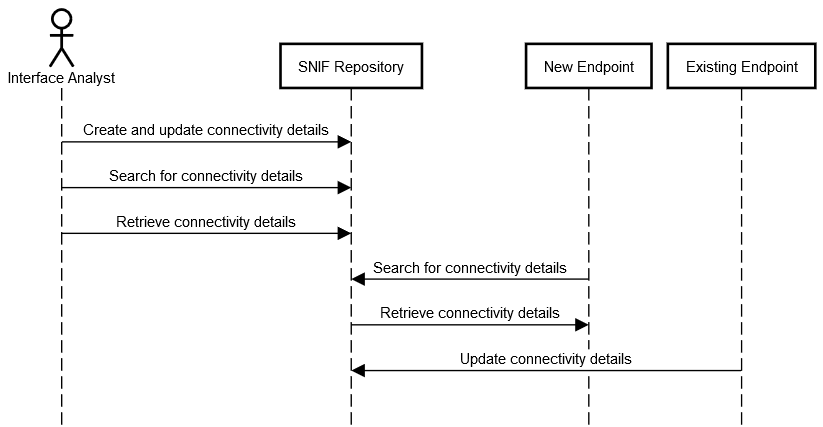 Interface Analyst
SNIF Repository
New Endpoint
Existing Endpoint
Create and update connectivity details
Search for connectivity details
Retrieve connectivity details
Search for connectivity details
Retrieve connectivity details
Update connectivity details